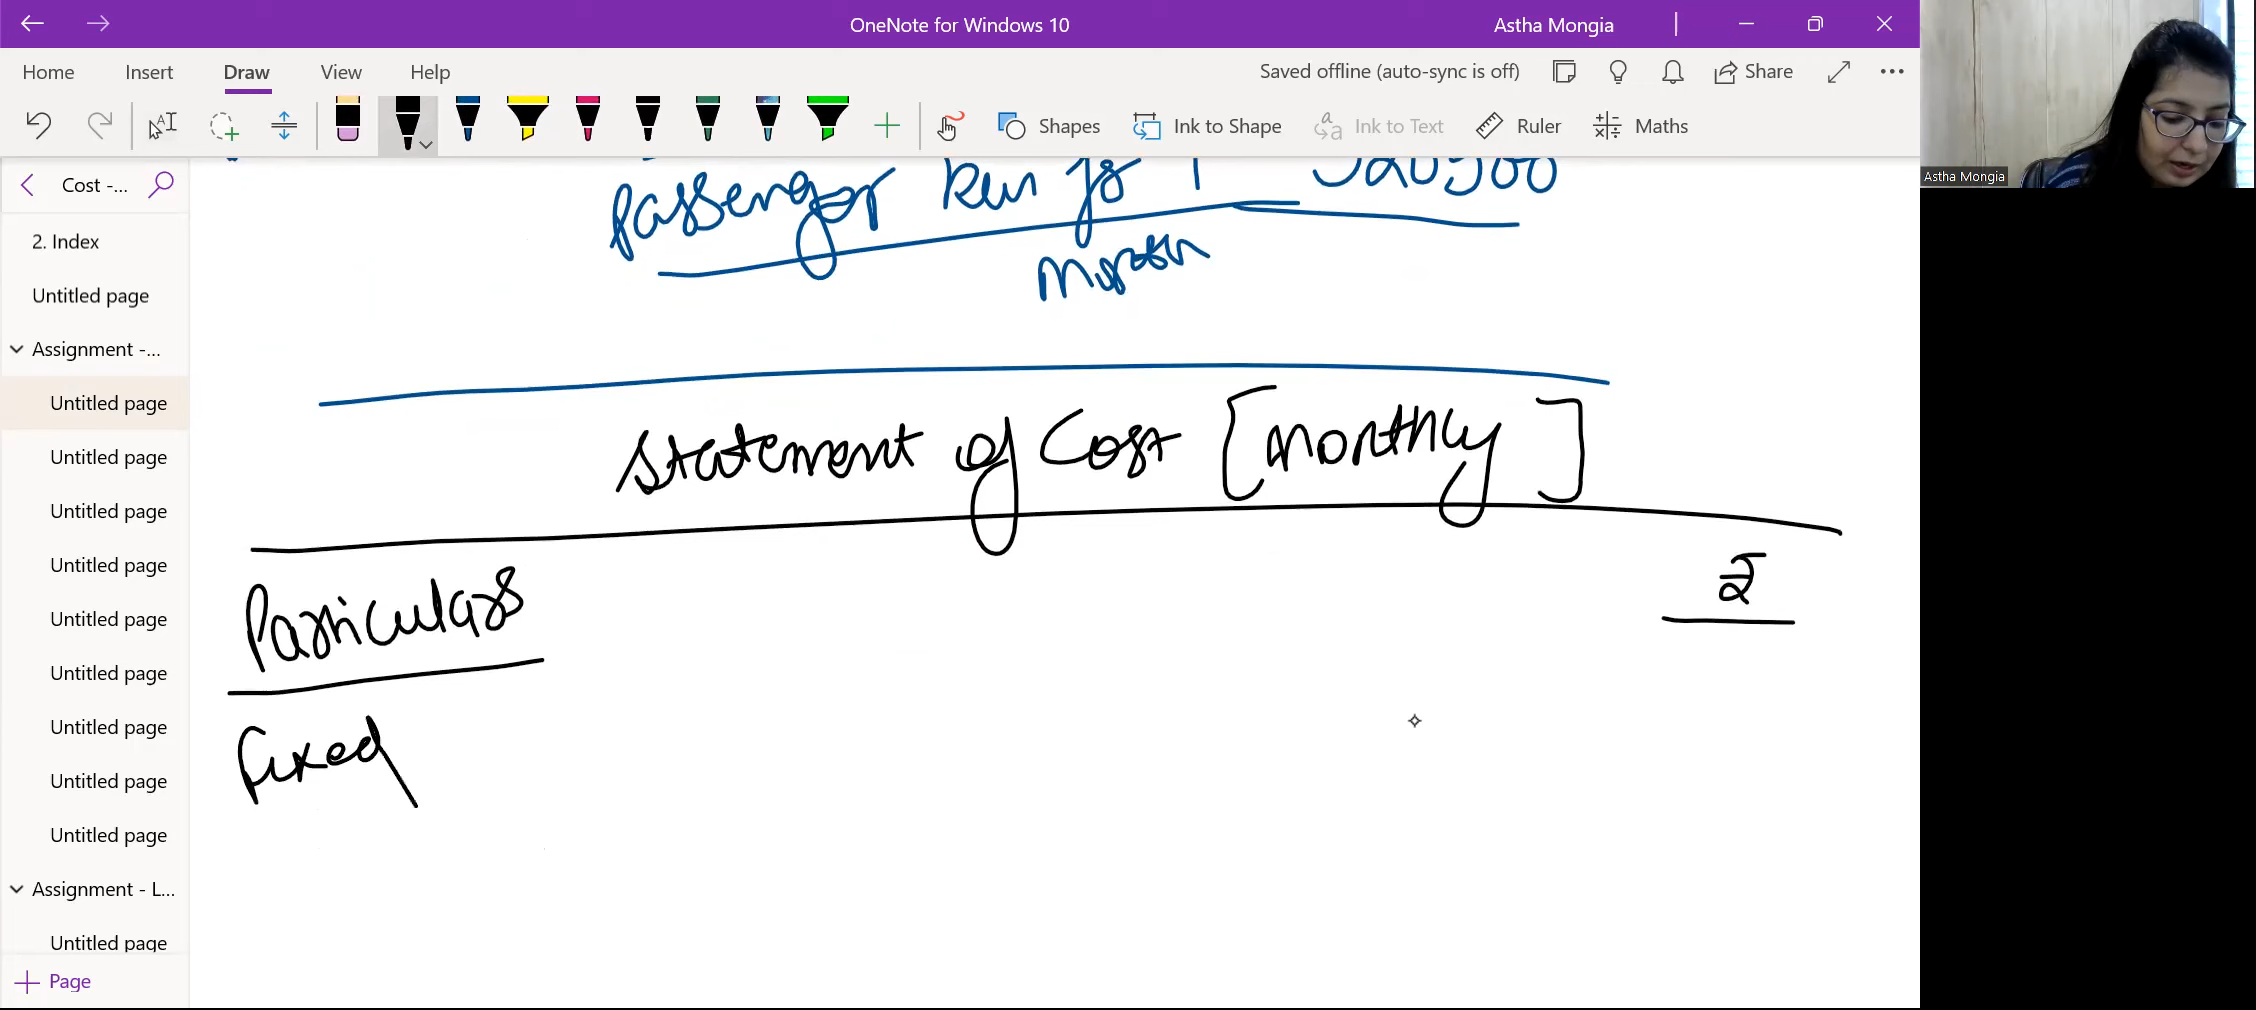 OneNote for Windows 10
Astha Mongia
Home Insert Draw View Help
Saved offline (auto-sync is off) Share
Shapes Ink to Shape Ink to Text Ruler Maths
Astha Mongia
Cost -...
2. Index
Untitled page
Assignment -...
Untitled page
Untitled page
Untitled page
Untitled page
Untitled page
Untitled page
Untitled page
Untitled page
Untitled page
Assignment - L...
Untitled page
Page
Passenger km for 1
month
Statement of Cost [monthly]
Particulars ₹
Fixed